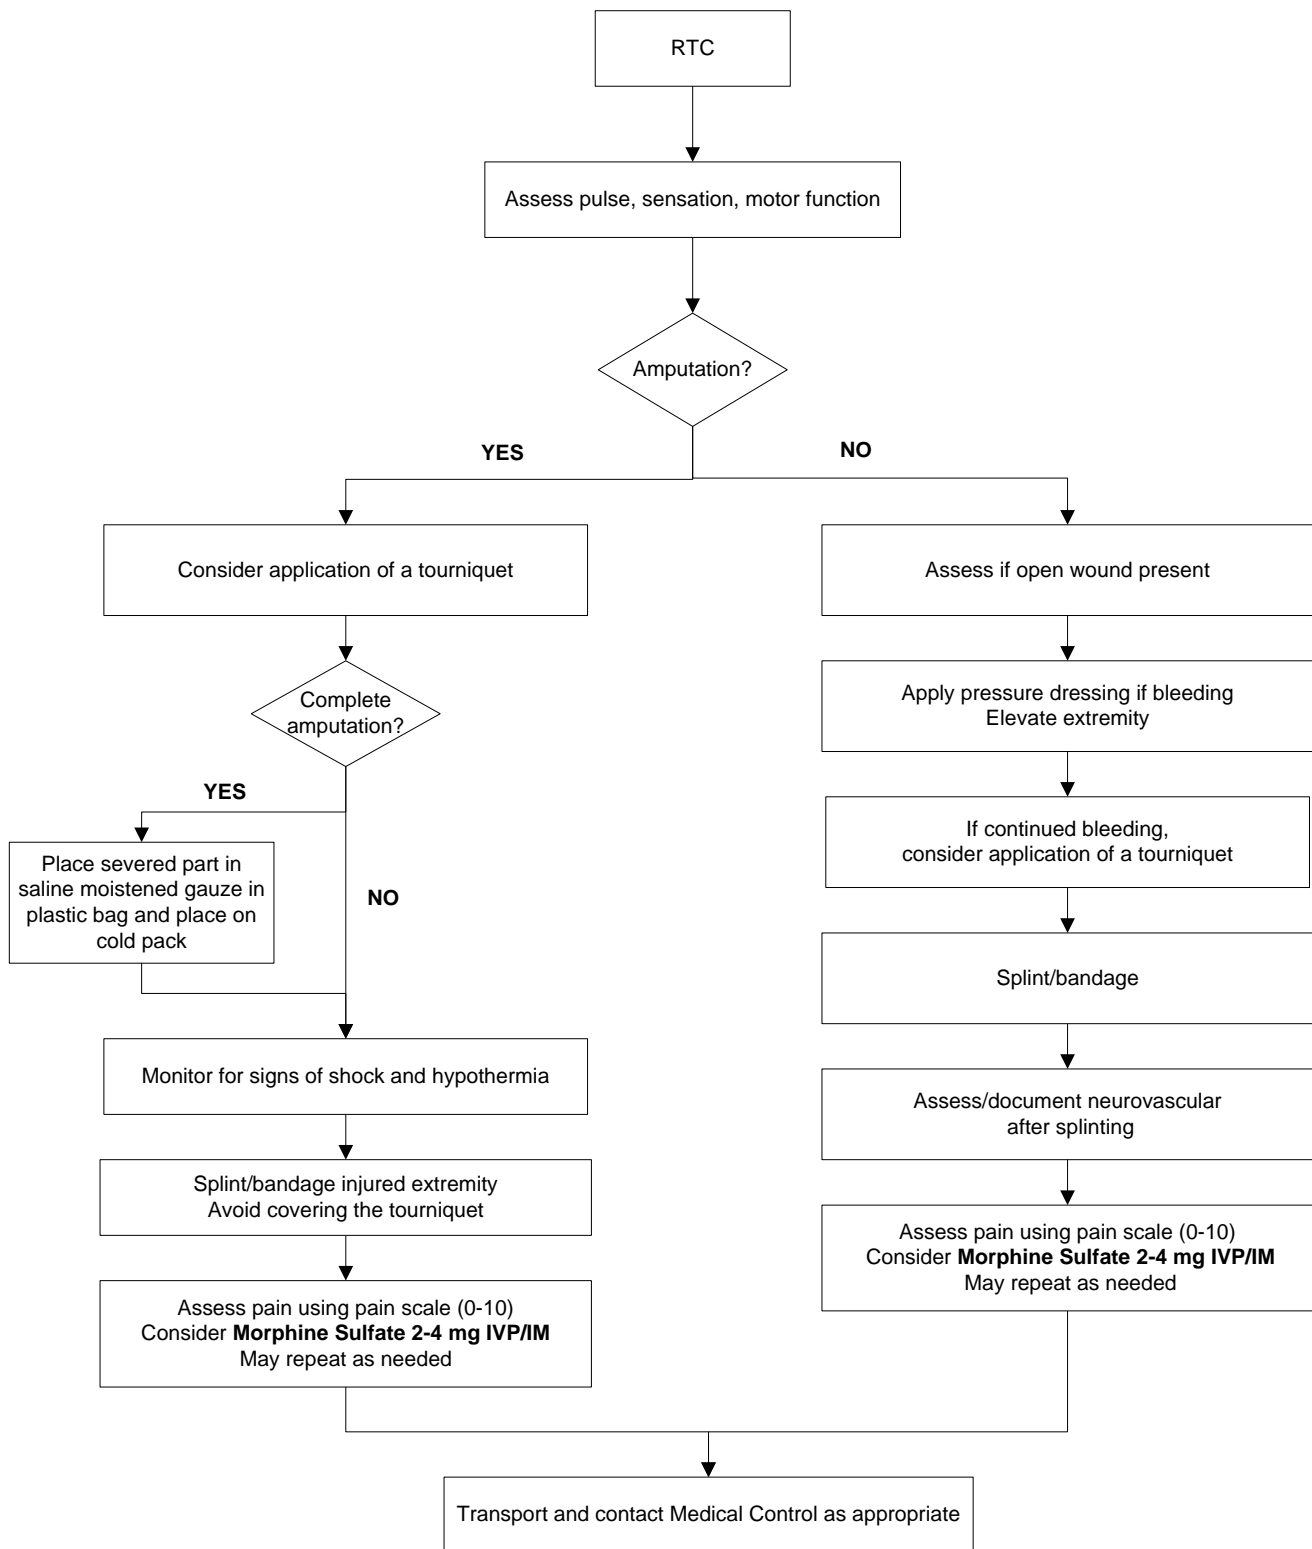 RTC
Assess pulse, sensation, motor function
Amputation?
YES
NO
Consider application of a tourniquet
Complete
amputation?
YES
Place severed part in
saline moistened gauze in
plastic bag and place on
cold pack
NO
Monitor for signs of shock and hypothermia
Splint/bandage injured extremity
Avoid covering the tourniquet
Assess pain using pain scale (0-10)
Consider Morphine Sulfate 2-4 mg IVP/IM
May repeat as needed
Assess if open wound present
Apply pressure dressing if bleeding
Elevate extremity
If continued bleeding,
consider application of a tourniquet
Splint/bandage
Assess/document neurovascular
after splinting
Assess pain using pain scale (0-10)
Consider Morphine Sulfate 2-4 mg IVP/IM
May repeat as needed
Transport and contact Medical Control as appropriate